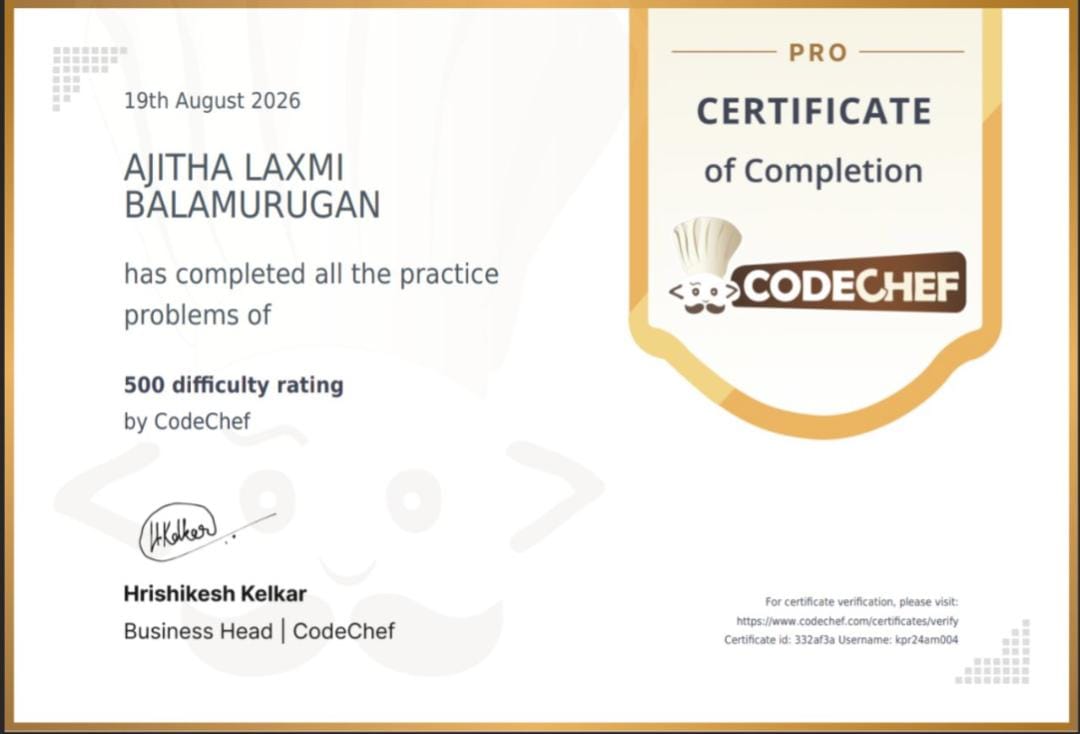 19th August 2026
AJITHA LAXMI
BALAMURUGAN
has completed all the practice
problems of
500 difficulty rating
by CodeChef
H.Kelkar
Hrishikesh Kelkar
Business Head | CodeChef
PRO
CERTIFICATE
of Completion
CODECHEF
For certificate verification, please visit:
https://www.codechef.com/certificates/verify
Certificate id: 332af3a Username: kpr24am004